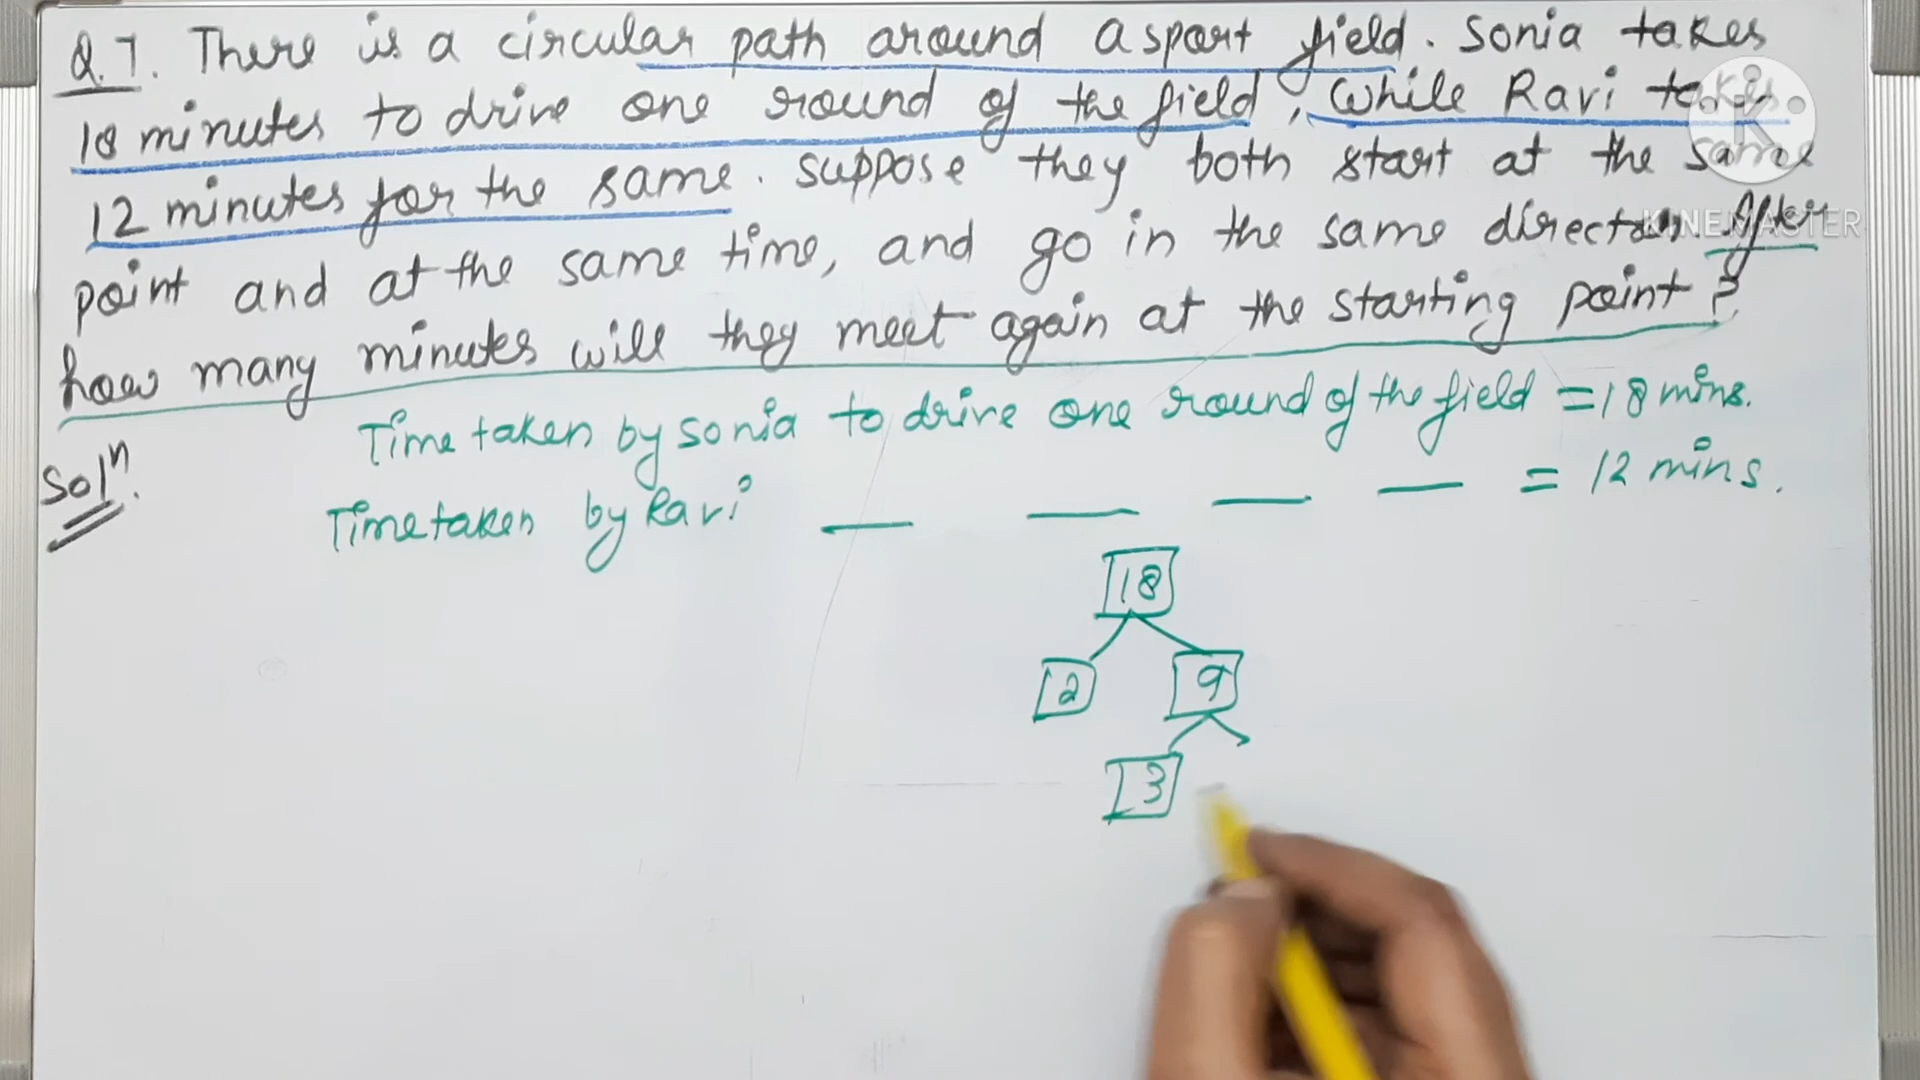 Q.7. There is a circular path around a sport field. Sonia takes
18 minutes to drive one round of the field, while Ravi takes
12 minutes for the same. suppose they both start at the same
point and at the same time, and go in the same direction. After
how many minutes will they meet again at the starting point?
Time taken by Sonia to drive one round of the field = 18 mins.
Solⁿ.
Time taken by Ravi — — — — = 12 mins.
18
2 9
3
K
KINEMASTER